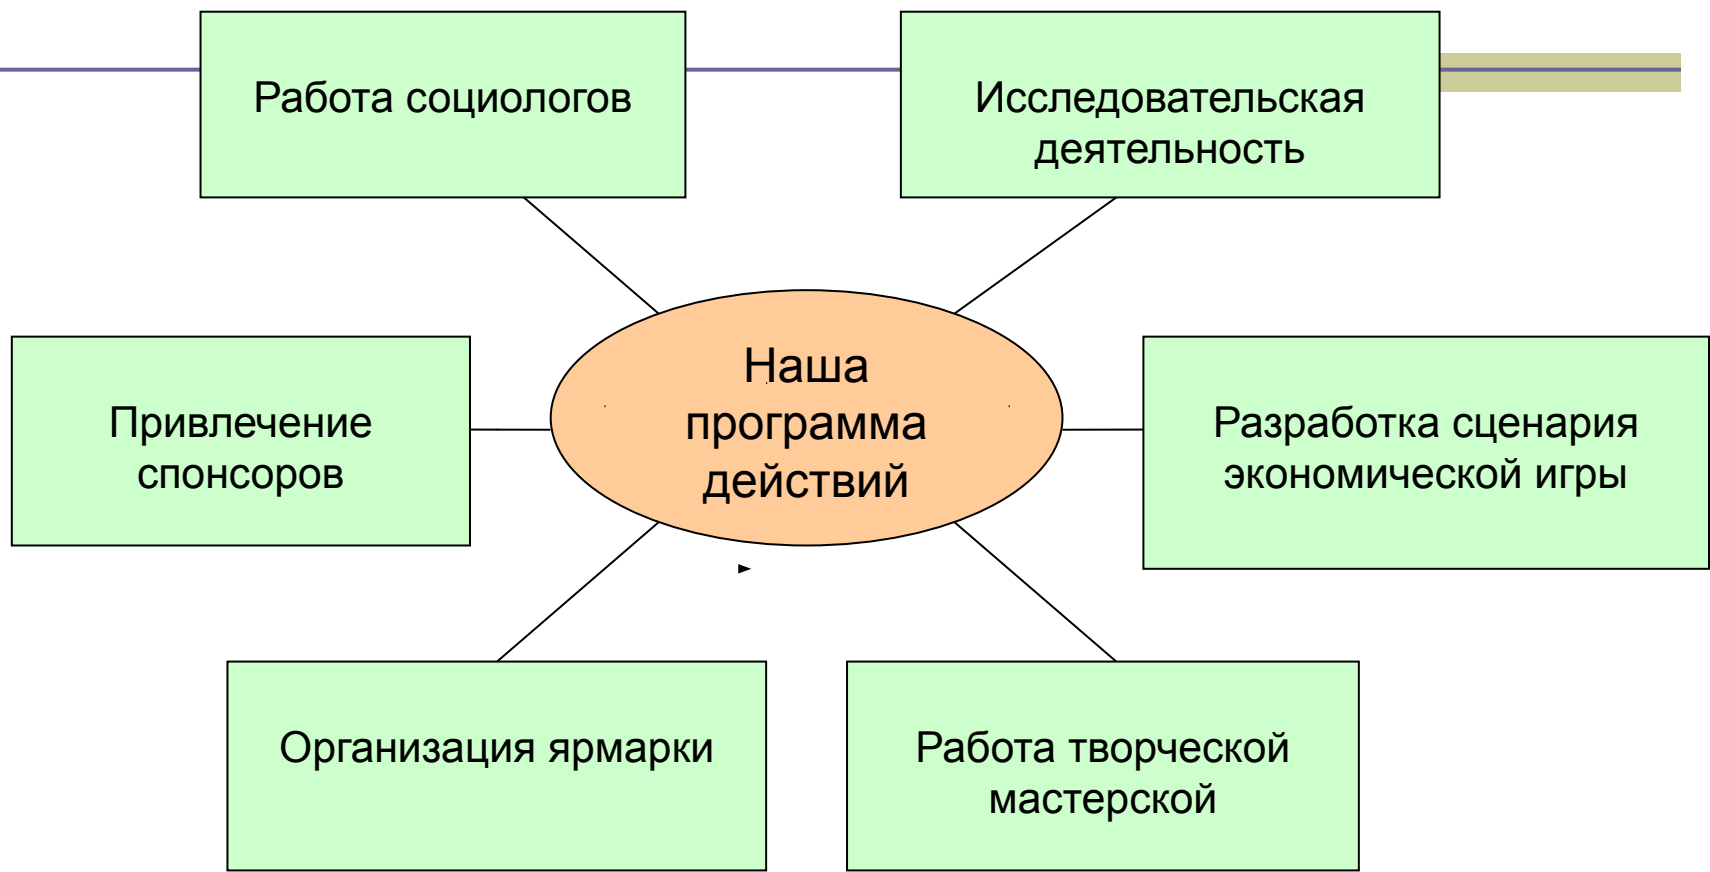 Работа социологов
Исследовательская
деятельность
Привлечение
спонсоров
Наша
программа
действий
Разработка сценария
экономической игры
Организация ярмарки
Работа творческой
мастерской